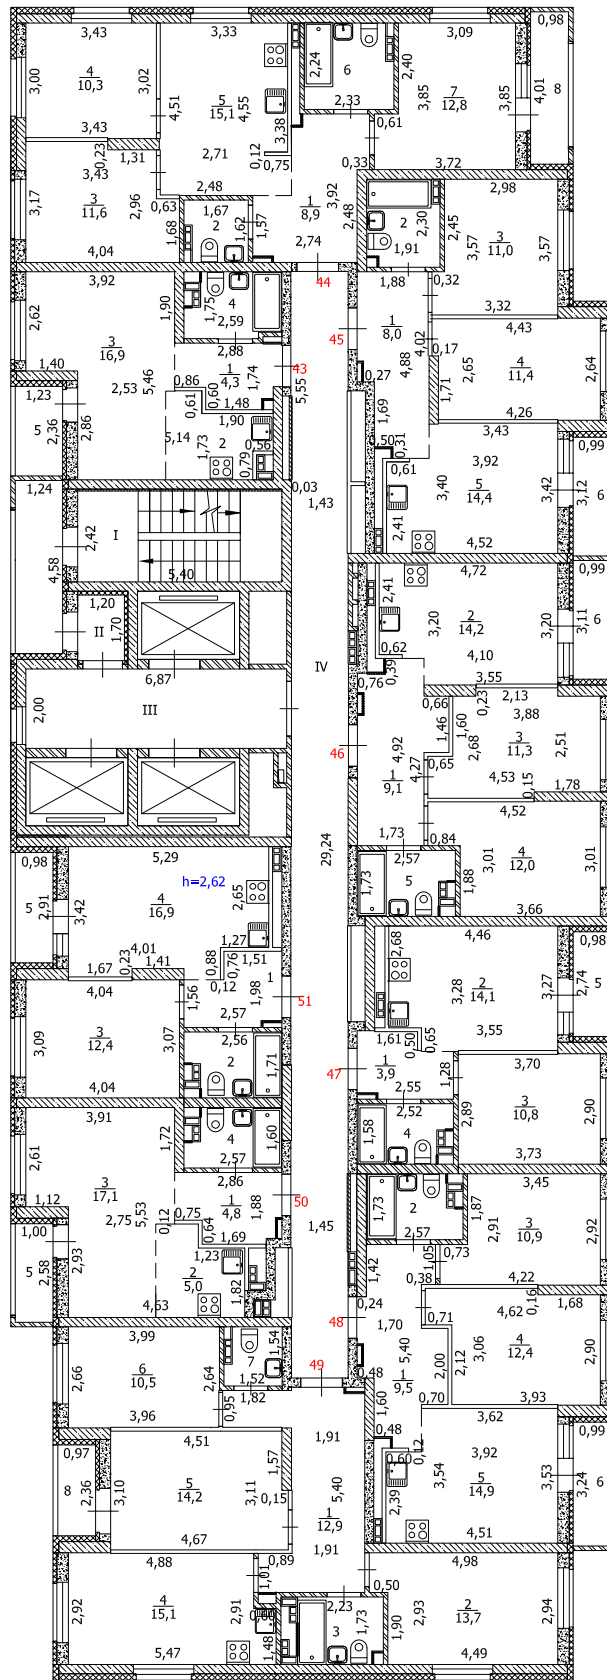 3,43 3,33 3,09 0,98
3,00 4 10,3 3,02 4,51 5 15,1 4,55 2,24 6 2,40 7 12,8 3,85 3,85 4,01 8
3,38 2,33 0,61
3,43 0,23 1,31 2,71 0,12 0,75 0,33 3,72
3,43 2,48 3,92 2,98
3,17 3 11,6 2,96 0,63 1,67 1 8,9 2,48 2 2,30 2,45 3 11,0 3,57 3,57
1,68 2 1,62 1,57 1,91
4,04 2,74 1,88 0,32
3,92 44 3,32
2,62 1,90 1,75 4 2,59 45 1 8,0 4,43
3 16,9 2,88 4,02 0,17 2,65 4 11,4 2,64
1,40 2,53 5,46 0,86 1 4,3 1,74 43 5,55 0,27 4,88 1,71 4,26
1,23 0,61 0,60 1,48 1,69 3,43 0,99
5 2,36 2,86 5,14 1,73 2 1,90 0,56 0,79 0,50 0,31 0,61 3,92
3,40 5 14,4 3,42 3,12 6
1,24 0,03 1,43 2,41 4,52
I 2,42 4,58 5,40 4,72 0,99
1,20 2,41
II 1,70 3,20 2 14,2 3,20 3,11 6
0,62 4,10
IV 0,39 3,55
6,87 0,76 0,66 0,23 2,13
2,00 III 1,46 1,60 3,88
46 4,92 2,68 3 11,3 2,51
0,65 4,27 4,53 0,15 1,78
1 9,1 4,52
1,73 0,84
29,24 2,57 3,01 4 12,0 3,01
0,98 5,29 1,73 5 1,88
h=2,62 3,66
5 2,91 3,42 4 16,9 2,65 4,46 0,98
2,68
4,01 1,27 3,28 2 14,1 3,27 2,74 5
1,67 0,23 1,41 0,88 0,76 1,51 3,55
4,04 0,12 1 1,61 0,50 0,65
1,56 1,98 51
3,09 3 12,4 3,07 2,57 1 3,9 1,28 3,70
2,56 47 2,55
2 1,71 2,52 2,89 3 10,8 2,90
4,04 1,58 4
3,91 4 1,60 3,73
2,61 1,72 2,57 3,45
3 17,1 2,86 1,73 2 1,87 2,91 3 10,9 2,92
1,12 2,75 5,53 0,75 1 4,8 1,88 50 2,57
1,00 0,12 0,64 1,69 1,45 1,05 0,73
5 2,58 2,93 1,23 1,42 0,38 4,22
2 5,0 1,82 0,24 4,62 0,16 1,68
4,63 48 1,70 0,71
3,99 7 1,54 5,40 2,00 2,12 3,06 4 12,4 2,90
2,66 6 10,5 2,64 1,52 49 0,48 1 9,5
3,96 0,95 1,82 1,60 0,70 3,93
4,51 1,91 0,48 0,12 3,62 0,99
0,97 1,57 0,60 3,92
8 2,36 3,10 5 14,2 3,11 0,15 5,40 2,39 3,54 5 14,9 3,53 3,24 6
4,67 1 12,9 4,51
4,88 0,89 1,91 4,98
1,01 0,50
2,92 4 15,1 2,91 2,23 2,93 2 13,7 2,94
1,48 3 1,73 1,90
5,47 4,49